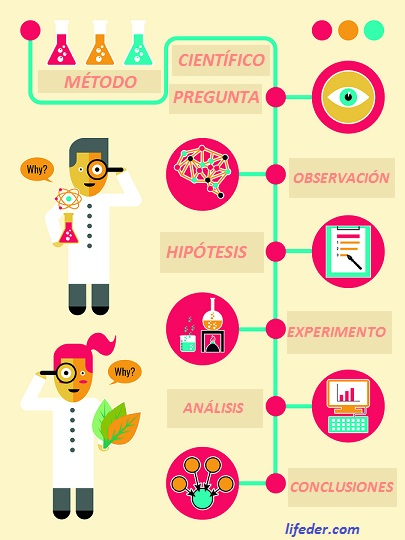 MÉTODO
CIENTÍFICO
PREGUNTA
Why?
OBSERVACIÓN
HIPÓTESIS
EXPERIMENTO
Why?
ANÁLISIS
CONCLUSIONES
lifeder.com